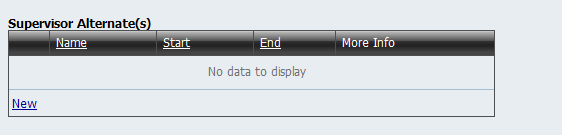 Supervisor Alternate(s)
Name Start End More Info
No data to display
New